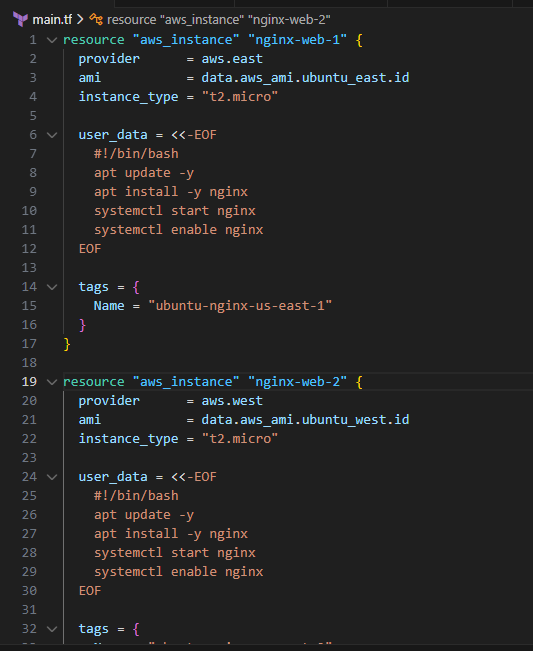 main.tf > resource "aws_instance" "nginx-web-2"
1 resource "aws_instance" "nginx-web-1" {
2   provider      = aws.east
3   ami           = data.aws_ami.ubuntu_east.id
4   instance_type = "t2.micro"
5
6   user_data = <<-EOF
7     #!/bin/bash
8     apt update -y
9     apt install -y nginx
10     systemctl start nginx
11     systemctl enable nginx
12   EOF
13
14   tags = {
15     Name = "ubuntu-nginx-us-east-1"
16   }
17 }
18
19 resource "aws_instance" "nginx-web-2" {
20   provider      = aws.west
21   ami           = data.aws_ami.ubuntu_west.id
22   instance_type = "t2.micro"
23
24   user_data = <<-EOF
25     #!/bin/bash
26     apt update -y
27     apt install -y nginx
28     systemctl start nginx
29     systemctl enable nginx
30   EOF
31
32   tags = {